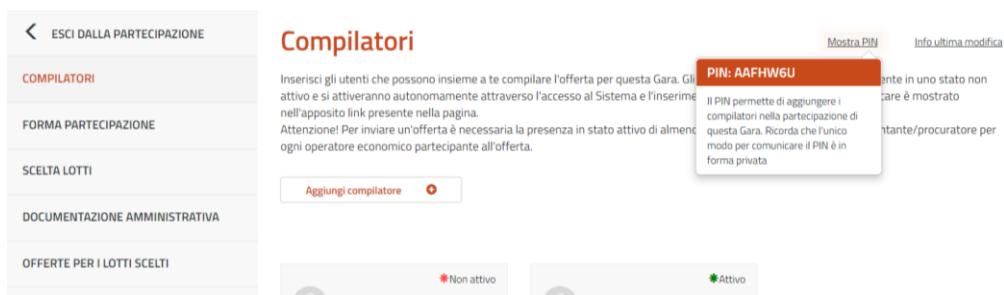 ESCI DALLA PARTECIPAZIONE
COMPILATORI
FORMA PARTECIPAZIONE
SCELTA LOTTI
DOCUMENTAZIONE AMMINISTRATIVA
OFFERTE PER I LOTTI SCELTI
Compilatori
Mostra PIN
Info ultima modifica
Inserisci gli utenti che possono insieme a te compilare l'offerta per questa Gara. Gli ente in uno stato non
attivo e si attiveranno autonomamente attraverso l'accesso al Sistema e l'inserime care è mostrato
nell'apposito link presente nella pagina.
Attenzione! Per inviare un'offerta è necessaria la presenza in stato attivo di almeno ntante/procuratore per
ogni operatore economico partecipante all'offerta.
PIN: AAFHW6U
Il PIN permette di aggiungere i
compilatori nella partecipazione di
questa Gara. Ricorda che l'unico
modo per comunicare il PIN è in
forma privata
Aggiungi compilatore
Non attivo
Attivo